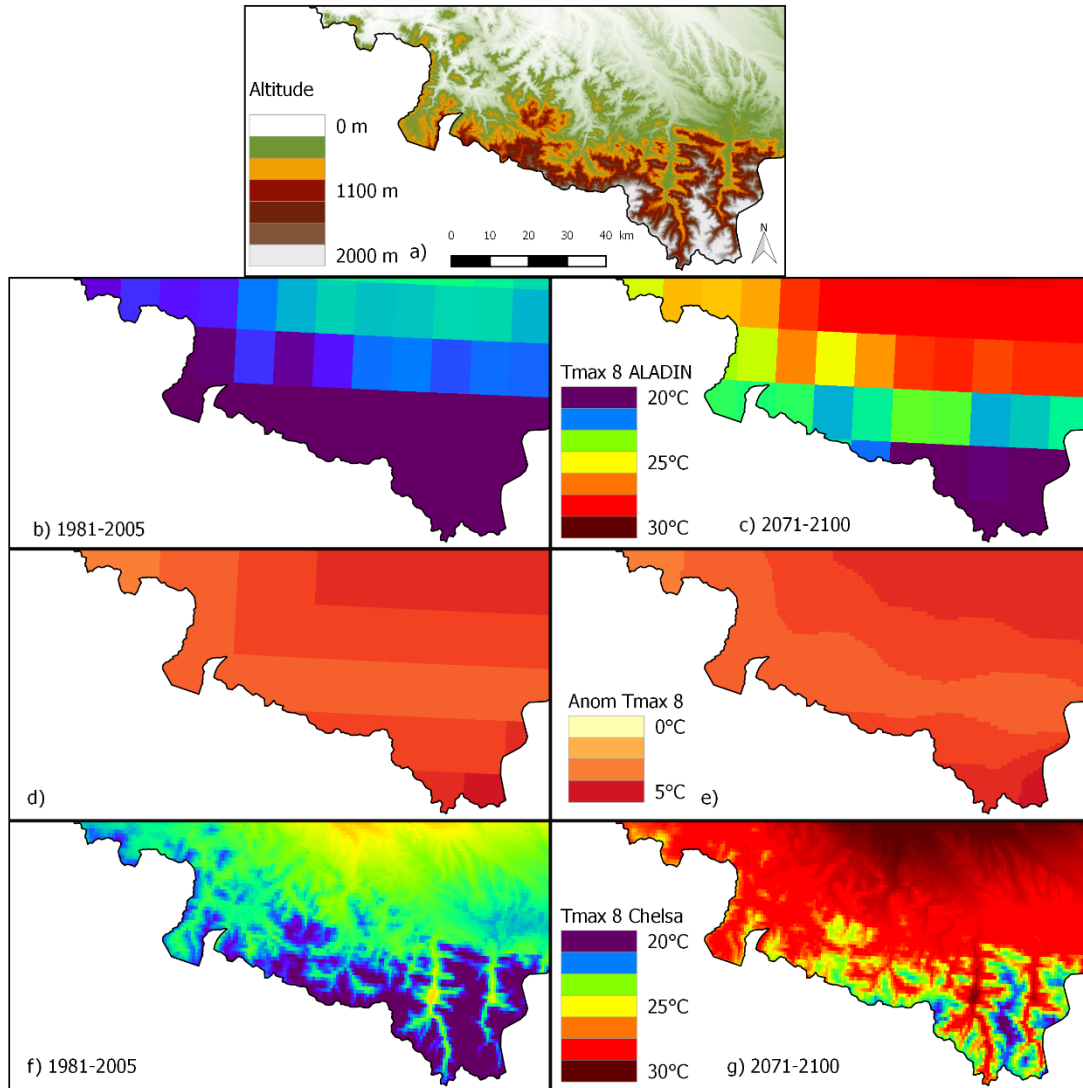 Altitude
0 m
1100 m
2000 m
a)
0 10 20 30 40 km
N
b) 1981-2005
Tmax 8 ALADIN
20°C
25°C
30°C
c) 2071-2100
d)
Anom Tmax 8
0°C
5°C
e)
f) 1981-2005
Tmax 8 Chelsa
20°C
25°C
30°C
g) 2071-2100